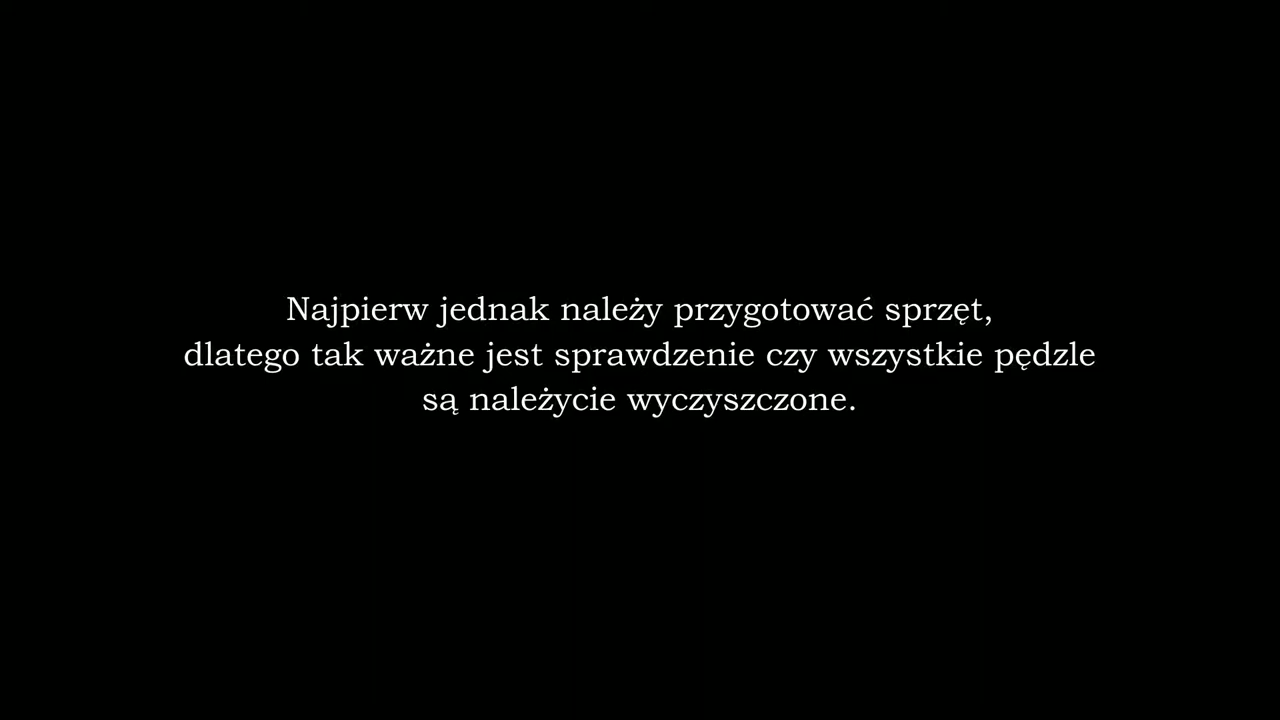 Najpierw jednak należy przygotować sprzęt,
dlatego tak ważne jest sprawdzenie czy wszystkie pędzle
są należycie wyczyszczone.